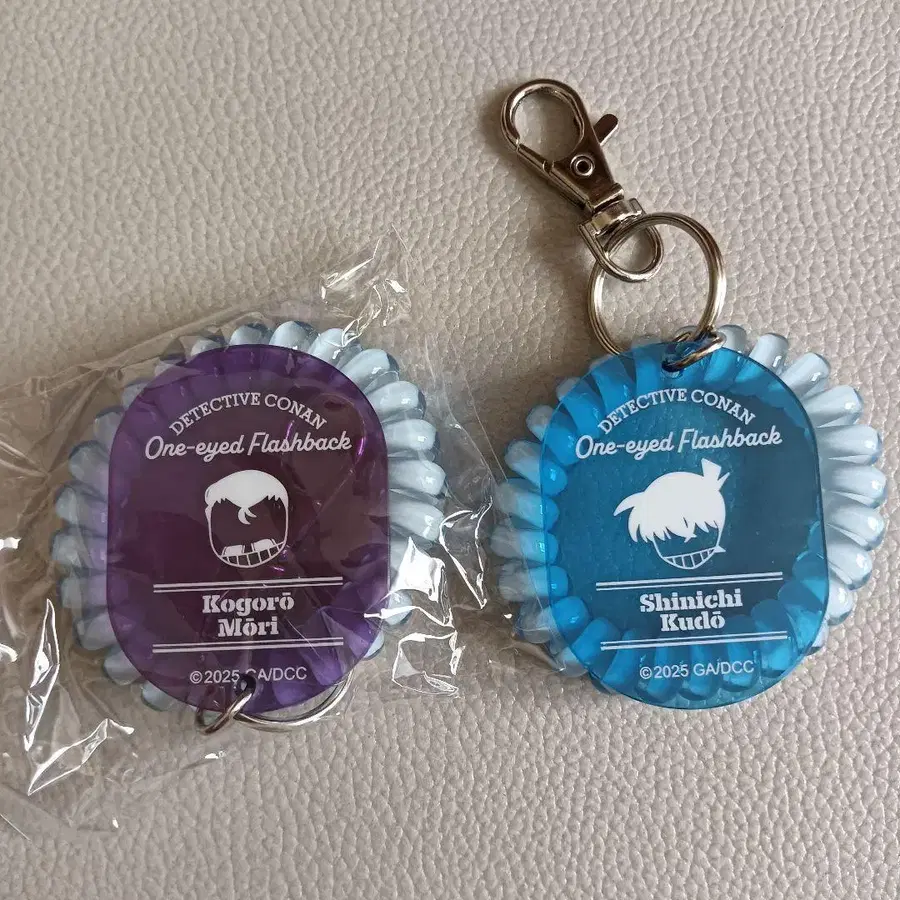 DETECTIVE CONAN
One-eyed Flashback
Kogorō
Mōri
©2025 GA/DCC
DETECTIVE CONAN
One-eyed Flashback
Shinichi
Kudō
©2025 GA/DCC